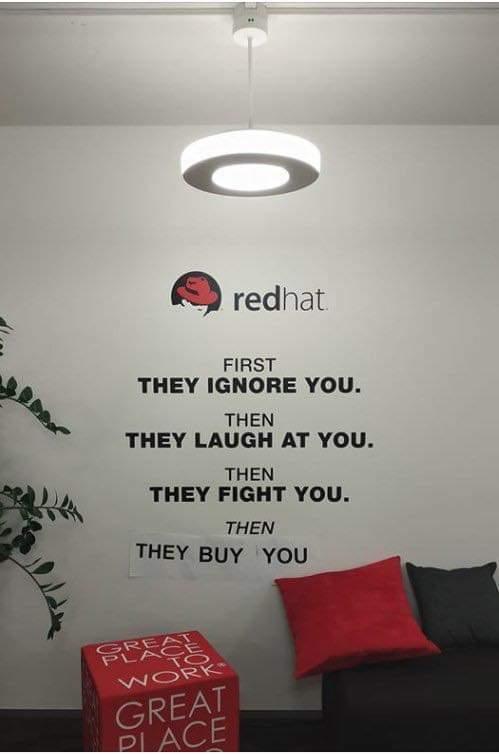 redhat.
FIRST
THEY IGNORE YOU.
THEN
THEY LAUGH AT YOU.
THEN
THEY FIGHT YOU.
THEN
THEY BUY YOU
GREAT
PLACE
TO
WORK®
GREAT
PLACE